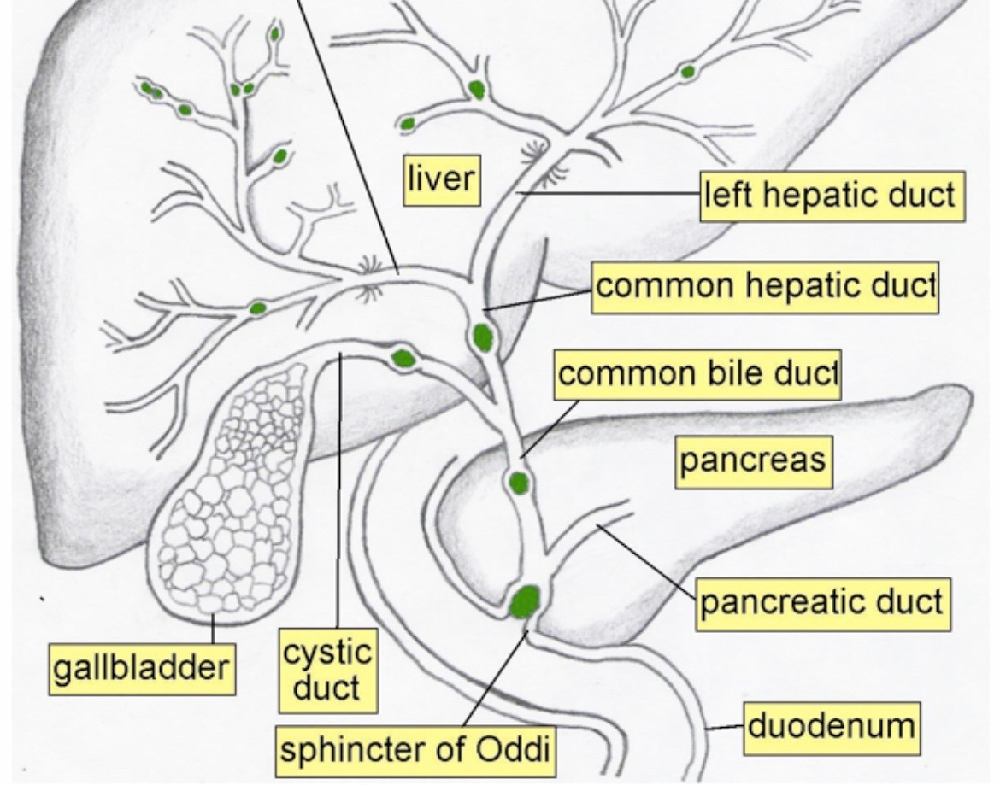 liver
left hepatic duct
common hepatic duct
common bile duct
pancreas
pancreatic duct
gallbladder
cystic
duct
sphincter of Oddi
duodenum